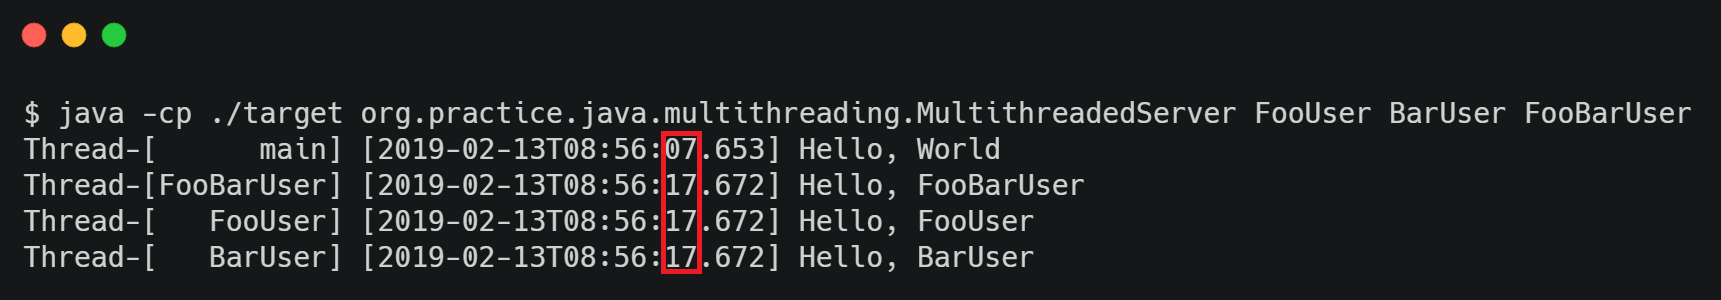 $ java -cp ./target org.practice.java.multithreading.MultithreadedServer FooUser BarUser FooBarUser
Thread-[      main] [2019-02-13T08:56:07.653] Hello, World
Thread-[FooBarUser] [2019-02-13T08:56:17.672] Hello, FooBarUser
Thread-[   FooUser] [2019-02-13T08:56:17.672] Hello, FooUser
Thread-[   BarUser] [2019-02-13T08:56:17.672] Hello, BarUser